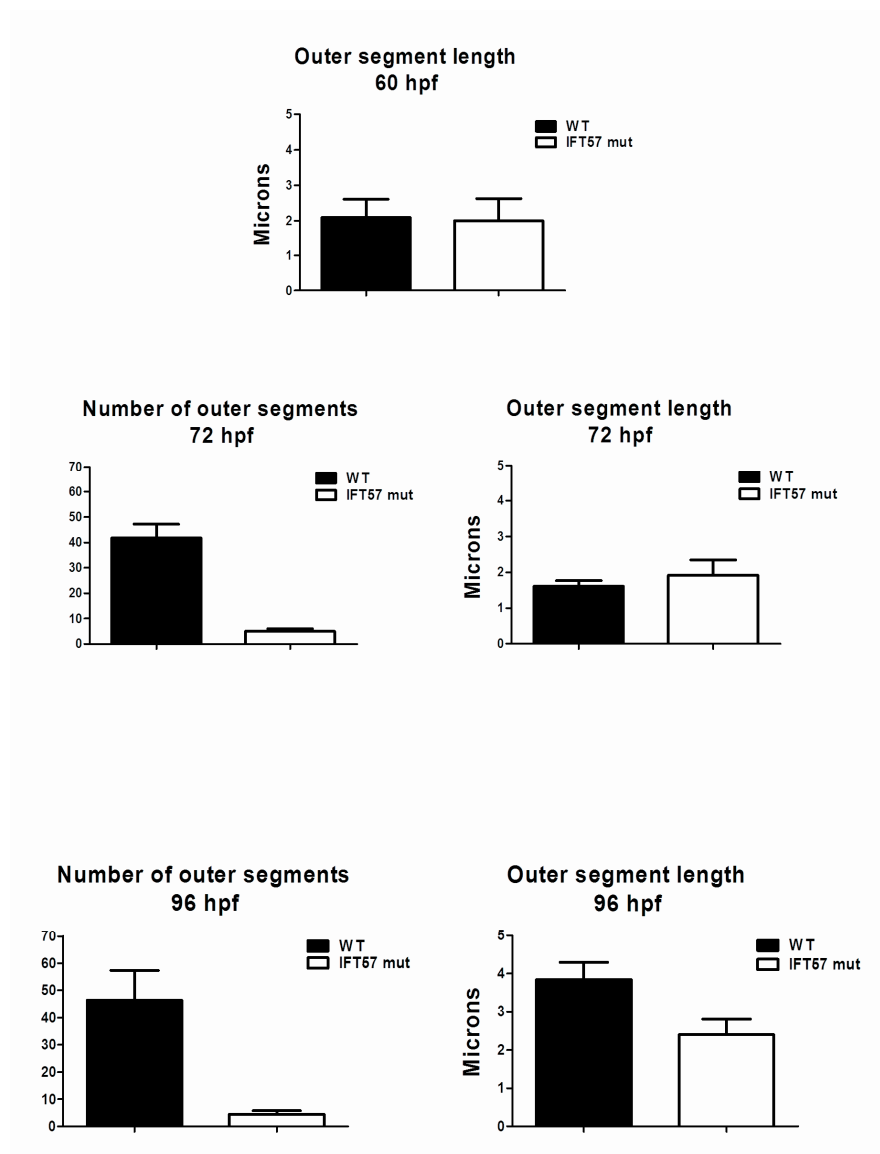 Outer segment length
60 hpf
5
4
3
2
1
0
Microns
WT
IFT57 mut
Number of outer segments
72 hpf
70
60
50
40
30
20
10
0
WT
IFT57 mut
Outer segment length
72 hpf
5
4
3
2
1
0
Microns
WT
IFT57 mut
Number of outer segments
96 hpf
70
60
50
40
30
20
10
0
WT
IFT57 mut
Outer segment length
96 hpf
5
4
3
2
1
0
Microns
WT
IFT57 mut